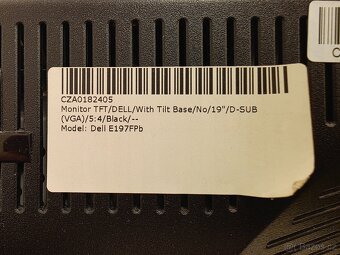 CZA0182405
Monitor TFT/DELL/With Tilt Base/No/19"/D-SUB
(VGA)/5:4/Black/--
Model: Dell E197FPb